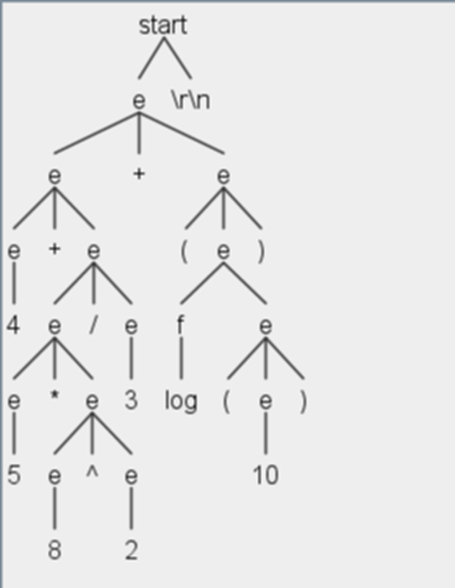 start
e \r\n
e + e
e + e ( e )
4 e / e f e
e * e 3 log ( e )
5 e ^ e 10
8 2